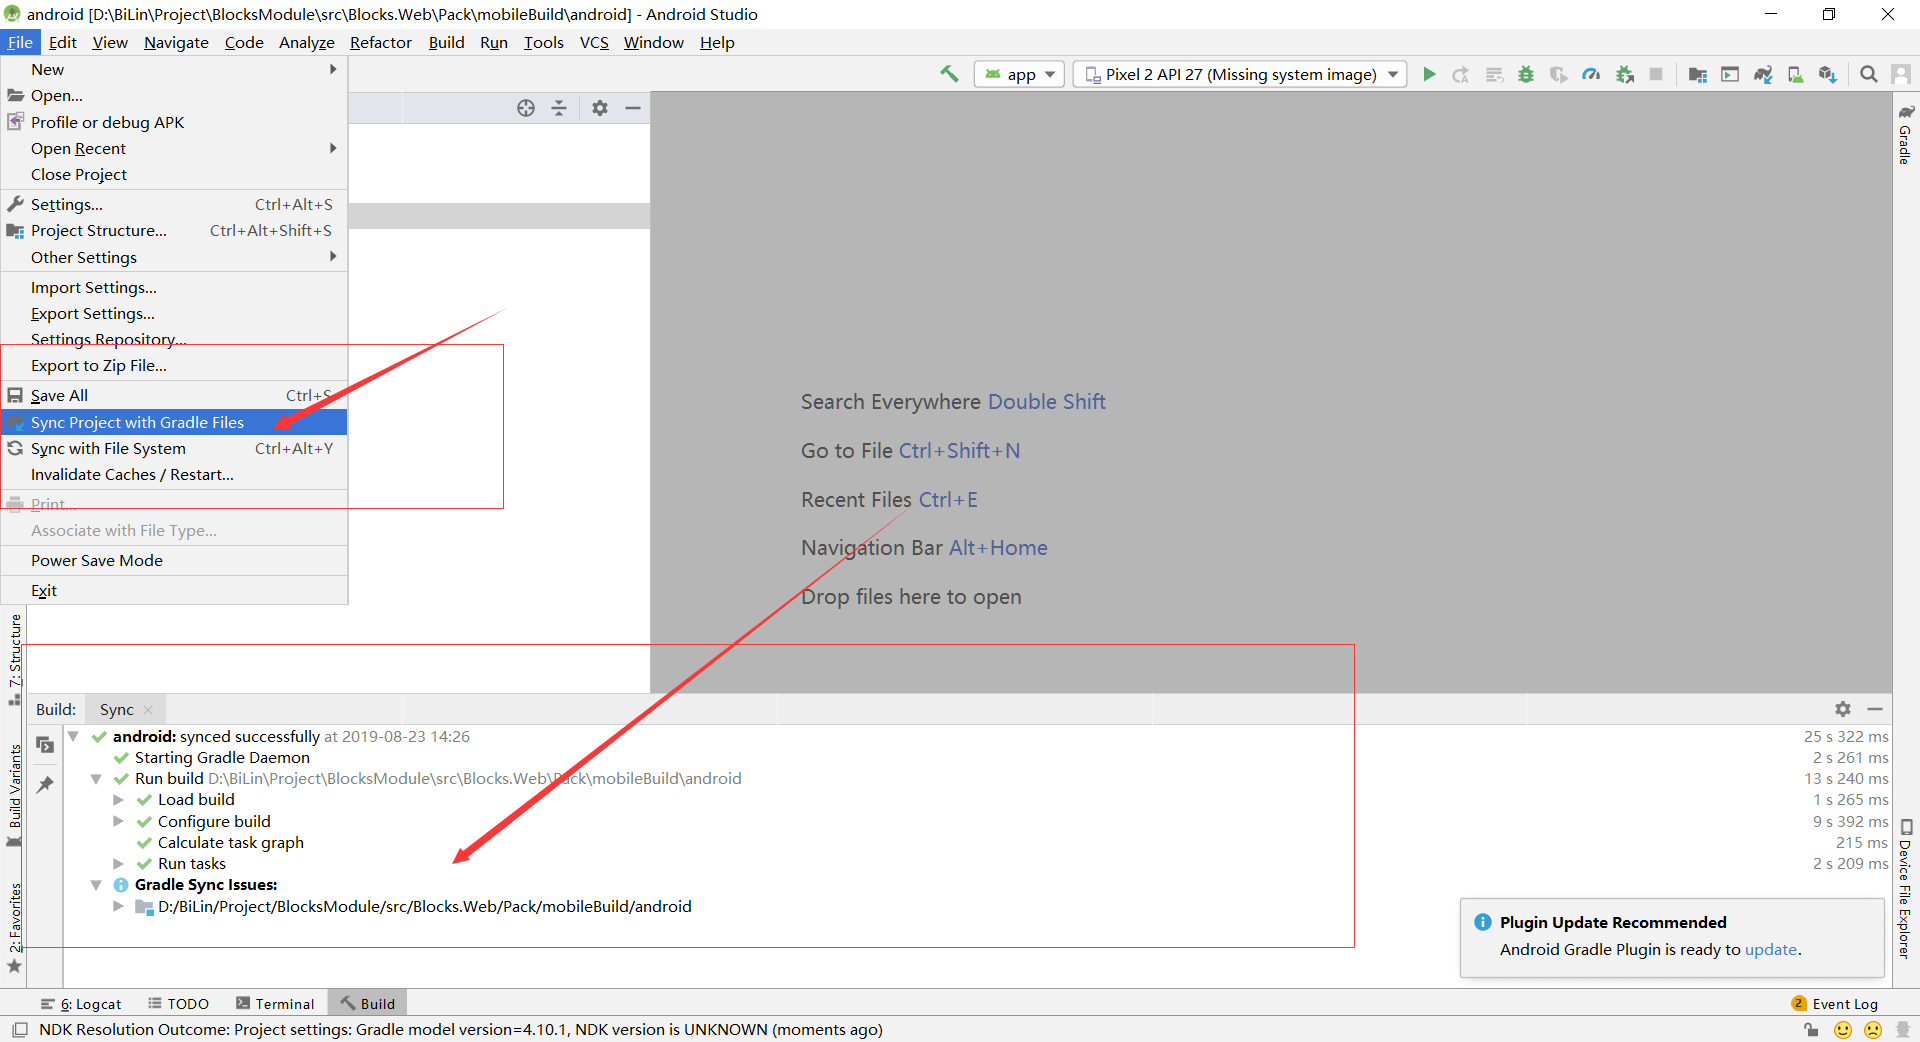 android [D:\BiLin\Project\BlocksModule\src\Blocks.Web\Pack\mobileBuild\android] - Android Studio
File Edit View Navigate Code Analyze Refactor Build Run Tools VCS Window Help
app
Pixel 2 API 27 (Missing system image)
New
Open...
Profile or debug APK
Open Recent
Close Project
Settings... Ctrl+Alt+S
Project Structure... Ctrl+Alt+Shift+S
Other Settings
Import Settings...
Export Settings...
Settings Repository...
Export to Zip File...
Save All Ctrl+S
Sync Project with Gradle Files
Sync with File System Ctrl+Alt+Y
Invalidate Caches / Restart...
Print...
Associate with File Type...
Power Save Mode
Exit
Search Everywhere Double Shift
Go to File Ctrl+Shift+N
Recent Files Ctrl+E
Navigation Bar Alt+Home
Drop files here to open
Gradle
Device File Explorer
7: Structure
Build Variants
2: Favorites
Build: Sync
android: synced successfully at 2019-08-23 14:26 25 s 322 ms
Starting Gradle Daemon 2 s 261 ms
Run build D:\BiLin\Project\BlocksModule\src\Blocks.Web\Pack\mobileBuild\android 13 s 240 ms
Load build 1 s 265 ms
Configure build 9 s 392 ms
Calculate task graph 215 ms
Run tasks 2 s 209 ms
Gradle Sync Issues:
D:/BiLin/Project/BlocksModule/src/Blocks.Web/Pack/mobileBuild/android
Plugin Update Recommended
Android Gradle Plugin is ready to update.
6: Logcat TODO Terminal Build 2 Event Log
NDK Resolution Outcome: Project settings: Gradle model version=4.10.1, NDK version is UNKNOWN (moments ago)